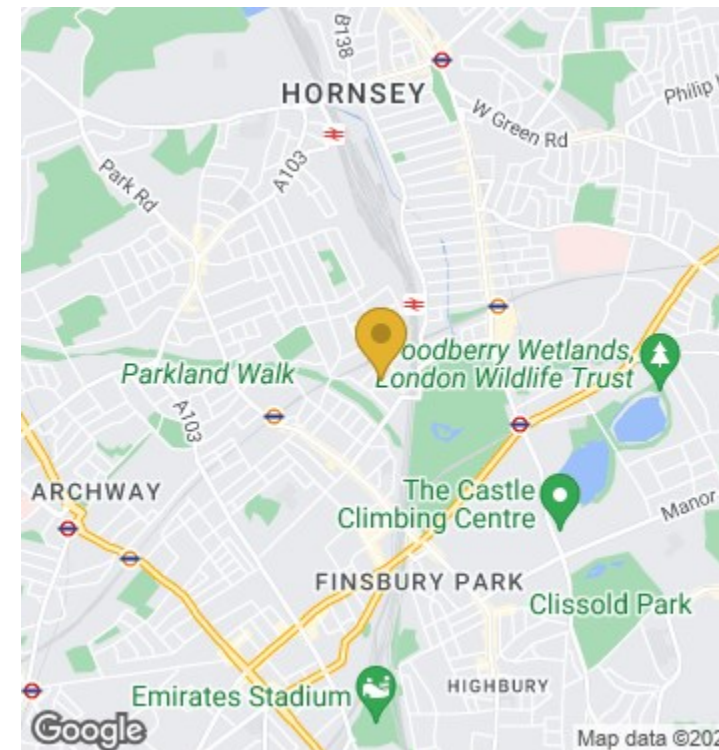 B138
HORNSEY
W Green Rd
Philip
Park Rd
A103
Parkland Walk
oodberry Wetlands,
London Wildlife Trust
A103
ARCHWAY
The Castle
Climbing Centre
Manor
FINSBURY PARK
Clissold Park
Emirates Stadium
HIGHBURY
Google
Map data ©202